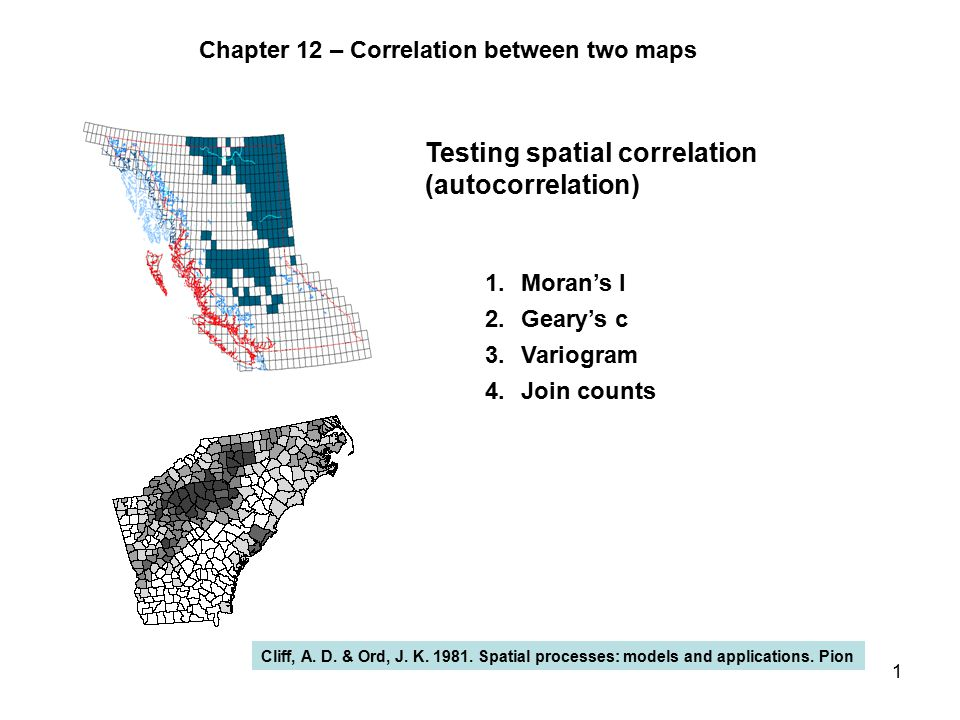 Chapter 12 – Correlation between two maps
Testing spatial correlation
(autocorrelation)
1. Moran’s I
2. Geary’s c
3. Variogram
4. Join counts
Cliff, A. D. & Ord, J. K. 1981. Spatial processes: models and applications. Pion
1